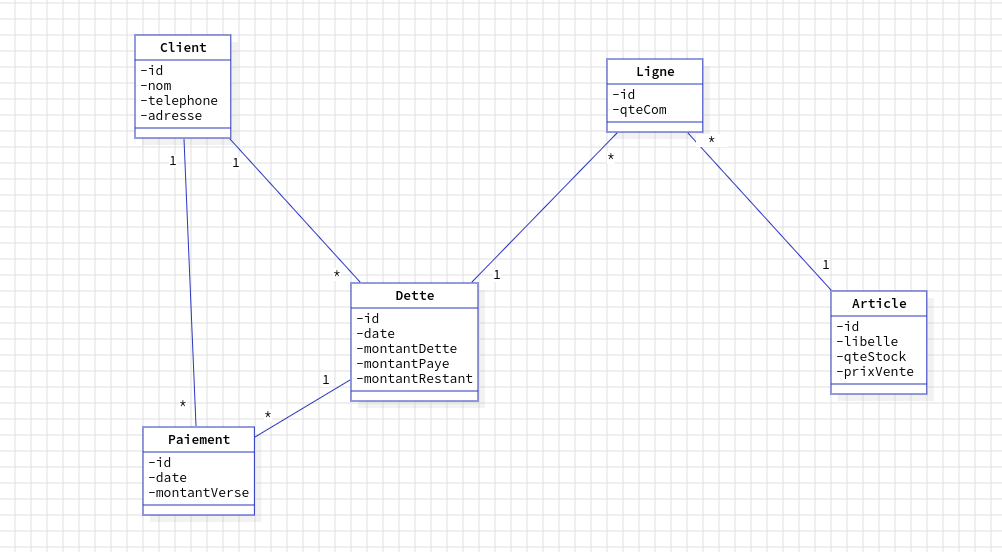 Client
-id
-nom
-telephone
-adresse
1
1
*
*
Ligne
-id
-qteCom
*
*
1
1
Dette
-id
-date
-montantDette
-montantPaye
-montantRestant
1
*
Article
-id
-libelle
-qteStock
-prixVente
Paiement
-id
-date
-montantVerse